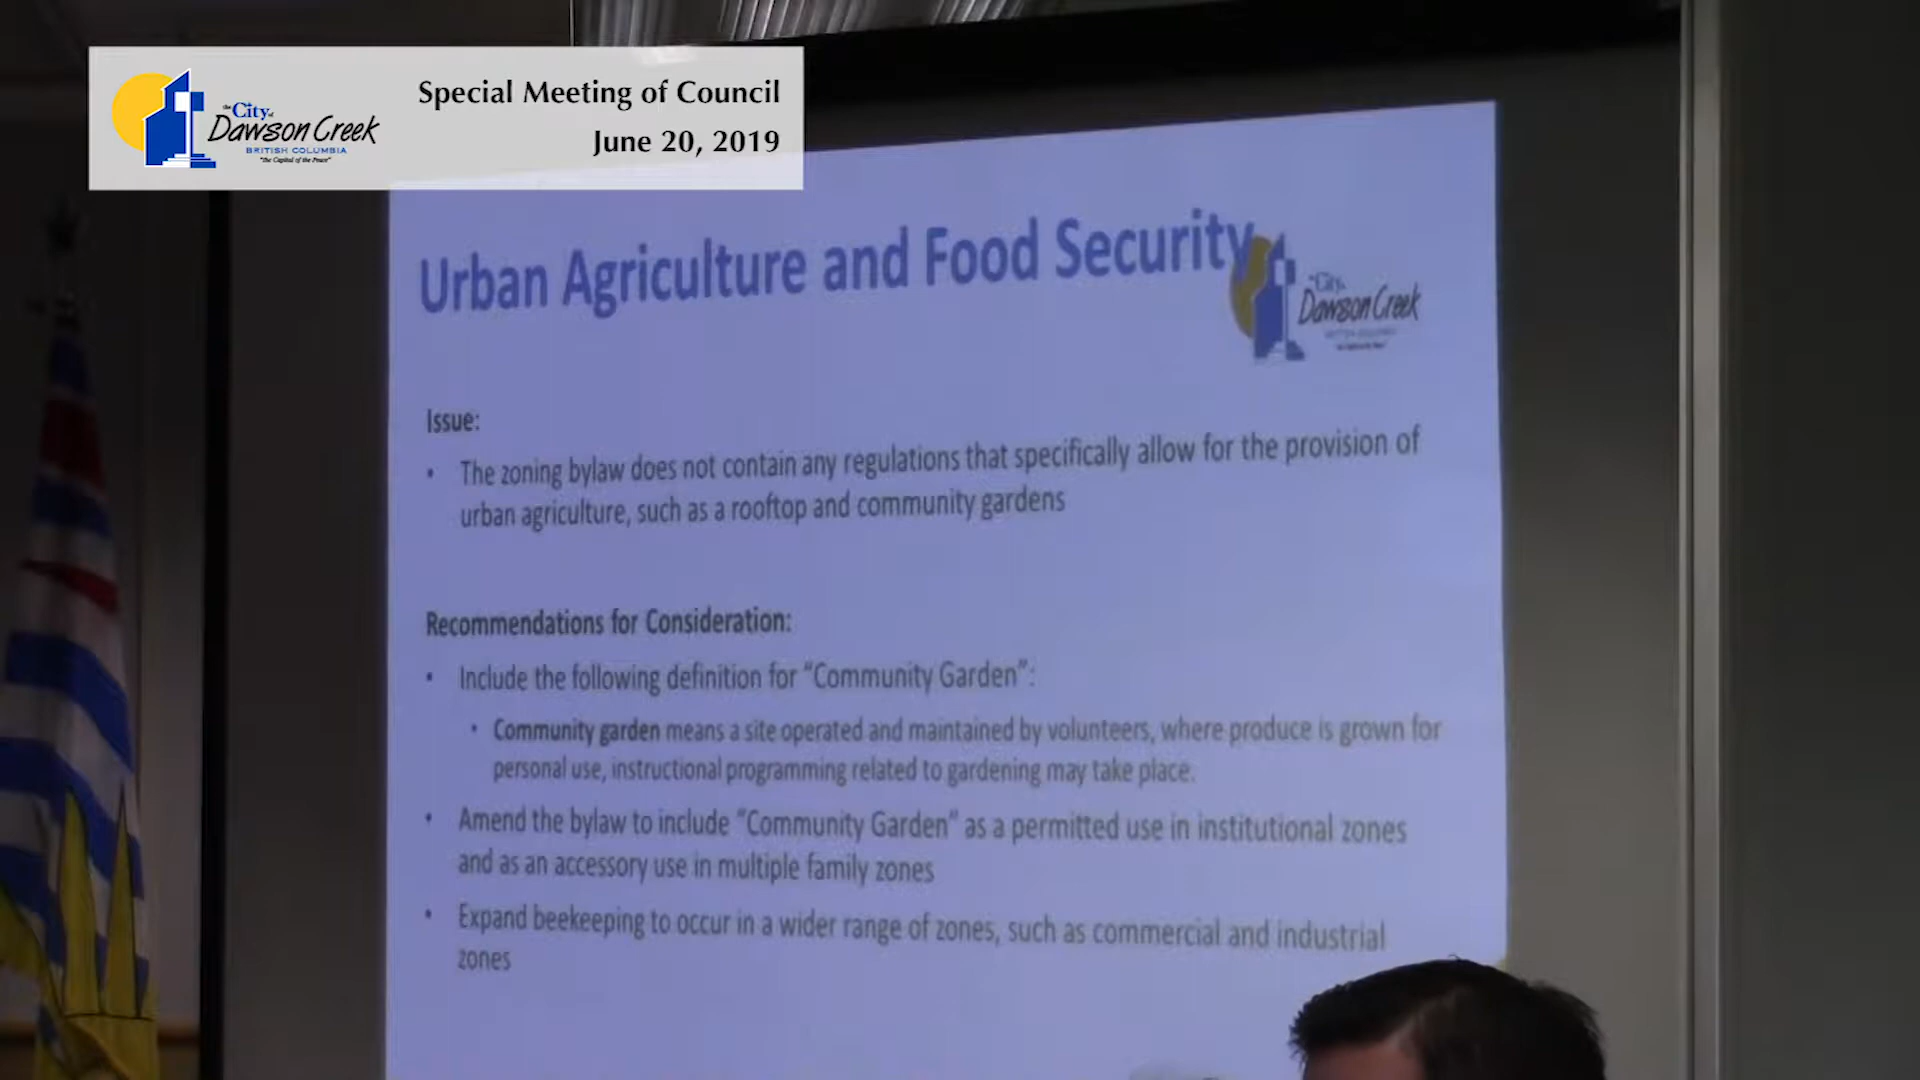 Special Meeting of Council
June 20, 2019
the City of
Dawson Creek
BRITISH COLUMBIA
"the Capital of the Peace"
Urban Agriculture and Food Security
the City of
Dawson Creek
Issue:
• The zoning bylaw does not contain any regulations that specifically allow for the provision of
urban agriculture, such as a rooftop and community gardens
Recommendations for Consideration:
• Include the following definition for "Community Garden":
• Community garden means a site operated and maintained by volunteers, where produce is grown for
personal use, instructional programming related to gardening may take place.
• Amend the bylaw to include "Community Garden" as a permitted use in institutional zones
and as an accessory use in multiple family zones
• Expand beekeeping to occur in a wider range of zones, such as commercial and industrial
zones